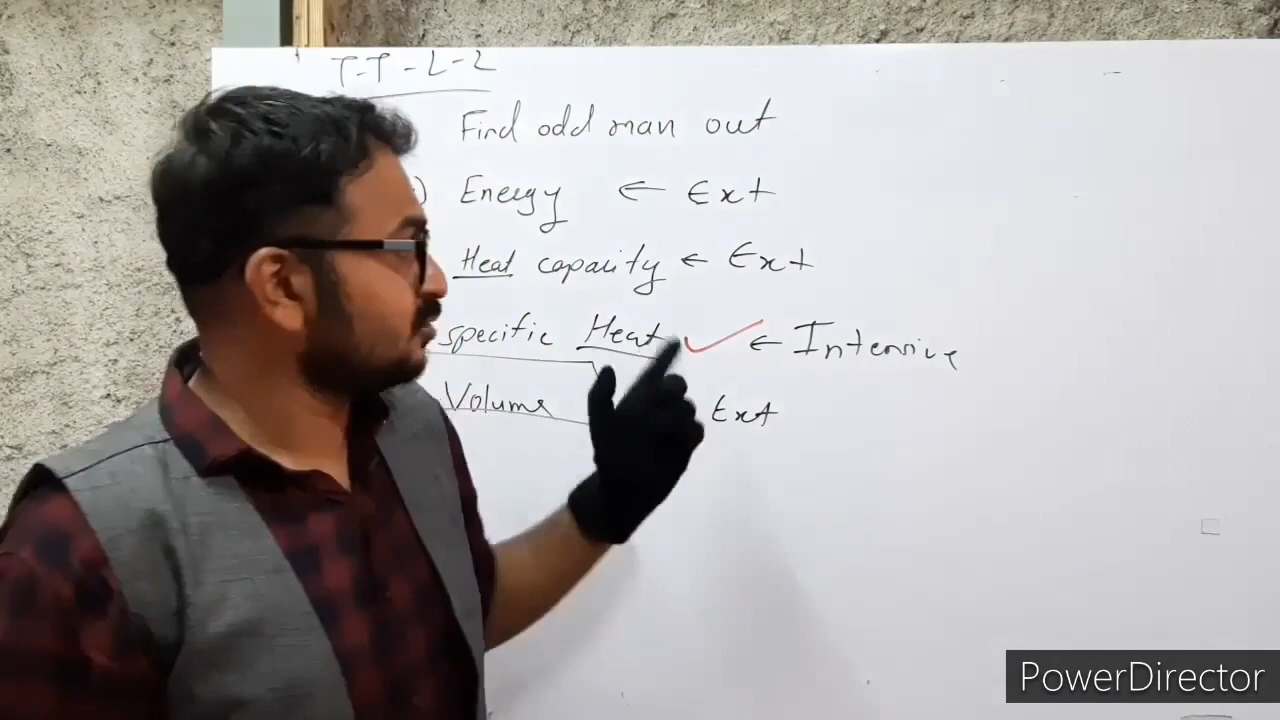 T-T-L-2
Find odd man out
) Energy ← Ext
Heat capacity ← Ext
specific Heat ✓ ← Intensive
Volume Ext
PowerDirector